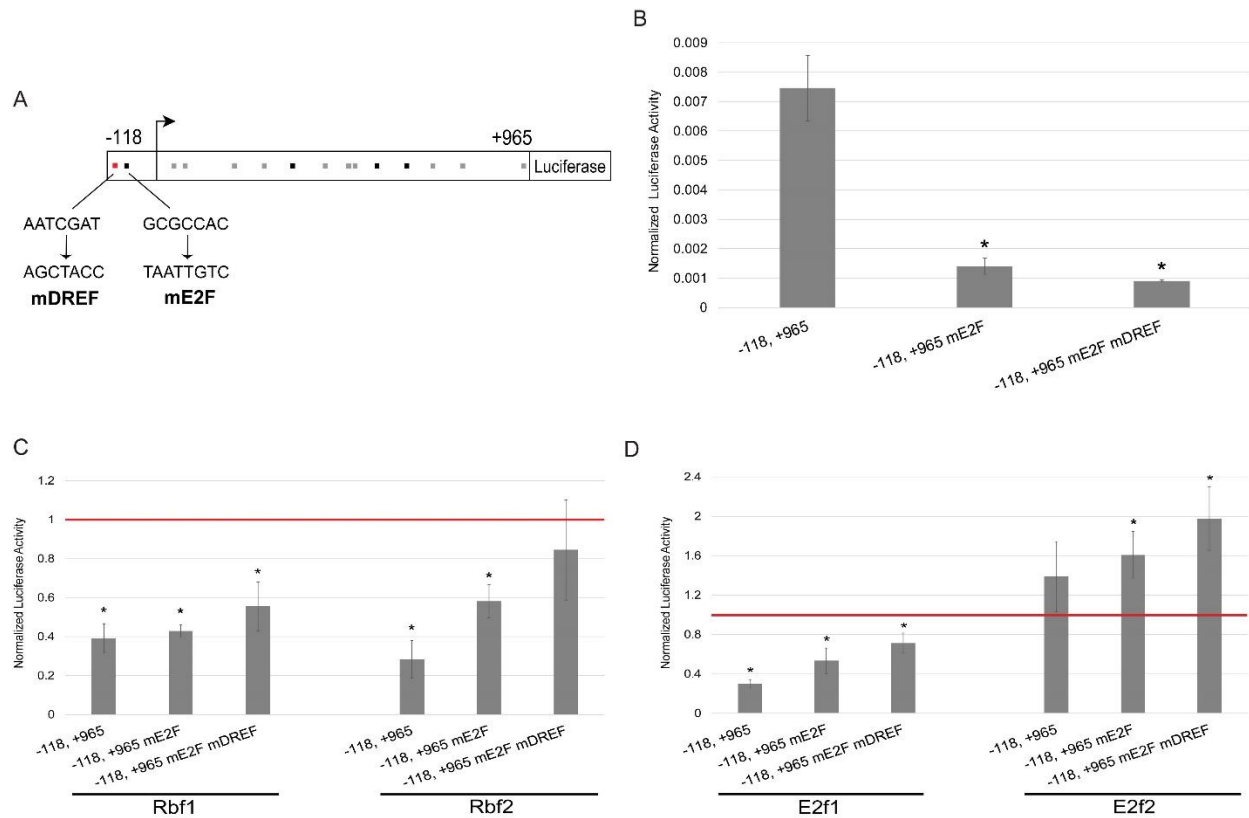 A
-118
+965
Luciferase
AATCGAT
GCGCCAC
AGCTACC
TAATTGTC
mDREF
mE2F
B
Normalized Luciferase Activity
0.009
0.008
0.007
0.006
0.005
0.004
0.003
0.002
0.001
0
*
*
-118, +965
-118, +965 mE2F
-118, +965 mE2F mDREF
C
Normalized Luciferase Activity
1.2
1
0.8
0.6
0.4
0.2
0
*
*
*
*
*
-118, +965
-118, +965 mE2F
-118, +965 mE2F mDREF
-118, +965
-118, +965 mE2F
-118, +965 mE2F mDREF
Rbf1
Rbf2
D
Normalized Luciferase Activity
2.4
2
1.6
1.2
0.8
0.4
0
*
*
*
*
*
-118, +965
-118, +965 mE2F
-118, +965 mE2F mDREF
-118, +965
-118, +965 mE2F
-118, +965 mE2F mDREF
E2f1
E2f2